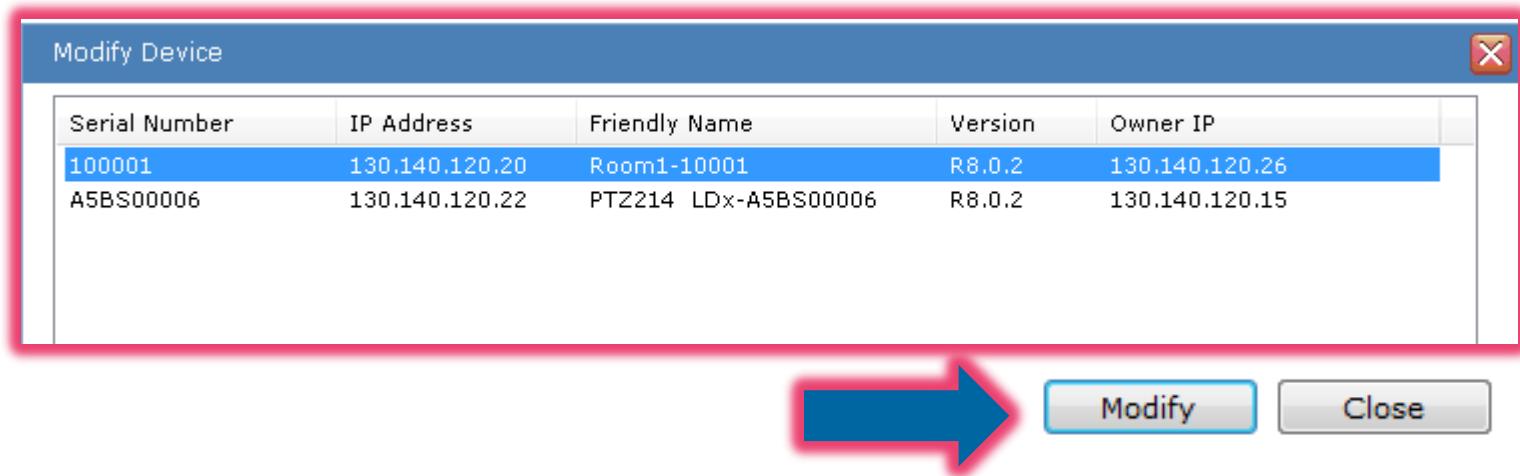 Modify Device
Serial Number IP Address Friendly Name Version Owner IP
100001 130.140.120.20 Room1-10001 R8.0.2 130.140.120.26
A5BS00006 130.140.120.22 PTZ214 LDx-A5BS00006 R8.0.2 130.140.120.15
Modify Close